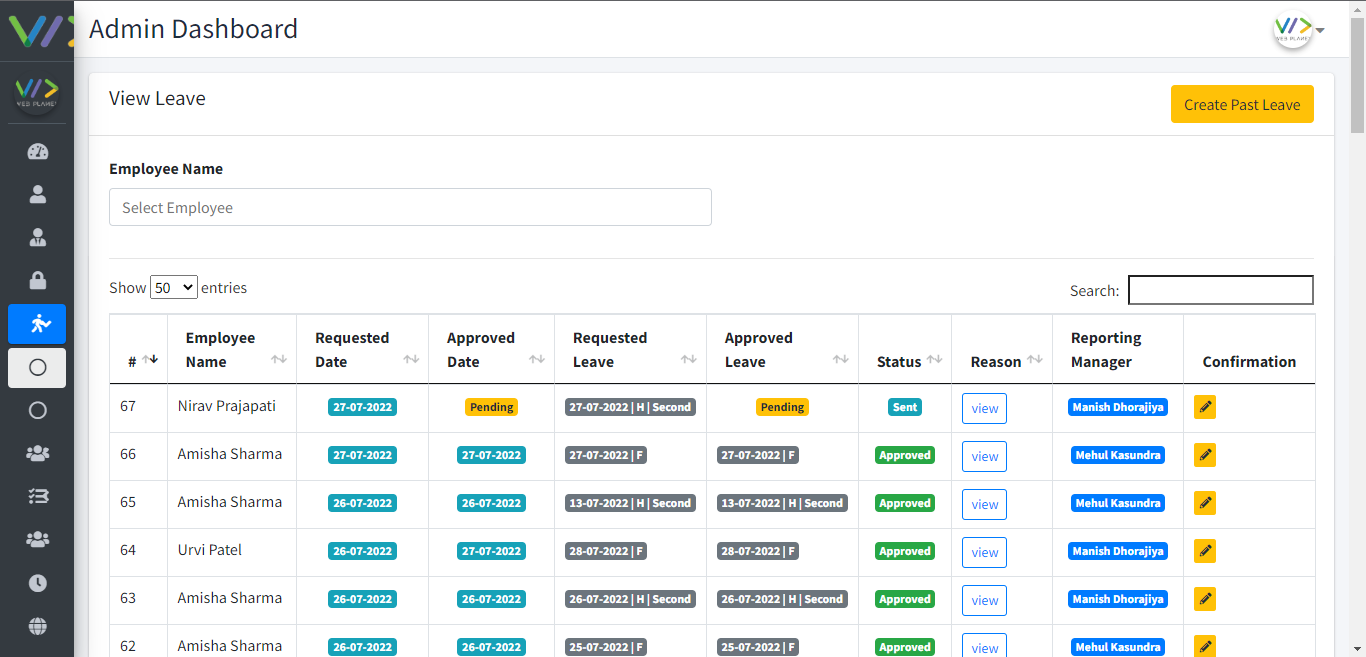 Admin Dashboard
WEB PLANET
WEB PLANET
View Leave
Create Past Leave
Employee Name
Select Employee
Show 50 entries
Search:
# Employee Name Requested Date Approved Date Requested Leave Approved Leave Status Reason Reporting Manager Confirmation
67 Nirav Prajapati 27-07-2022 Pending 27-07-2022 | H | Second Pending Sent view Manish Dhorajiya
66 Amisha Sharma 27-07-2022 27-07-2022 27-07-2022 | F 27-07-2022 | F Approved view Mehul Kasundra
65 Amisha Sharma 26-07-2022 26-07-2022 13-07-2022 | H | Second 13-07-2022 | H | Second Approved view Mehul Kasundra
64 Urvi Patel 26-07-2022 27-07-2022 28-07-2022 | F 28-07-2022 | F Approved view Manish Dhorajiya
63 Amisha Sharma 26-07-2022 26-07-2022 26-07-2022 | H | Second 26-07-2022 | H | Second Approved view Manish Dhorajiya
62 Amisha Sharma 26-07-2022 26-07-2022 25-07-2022 | F 25-07-2022 | F Approved view Mehul Kasundra